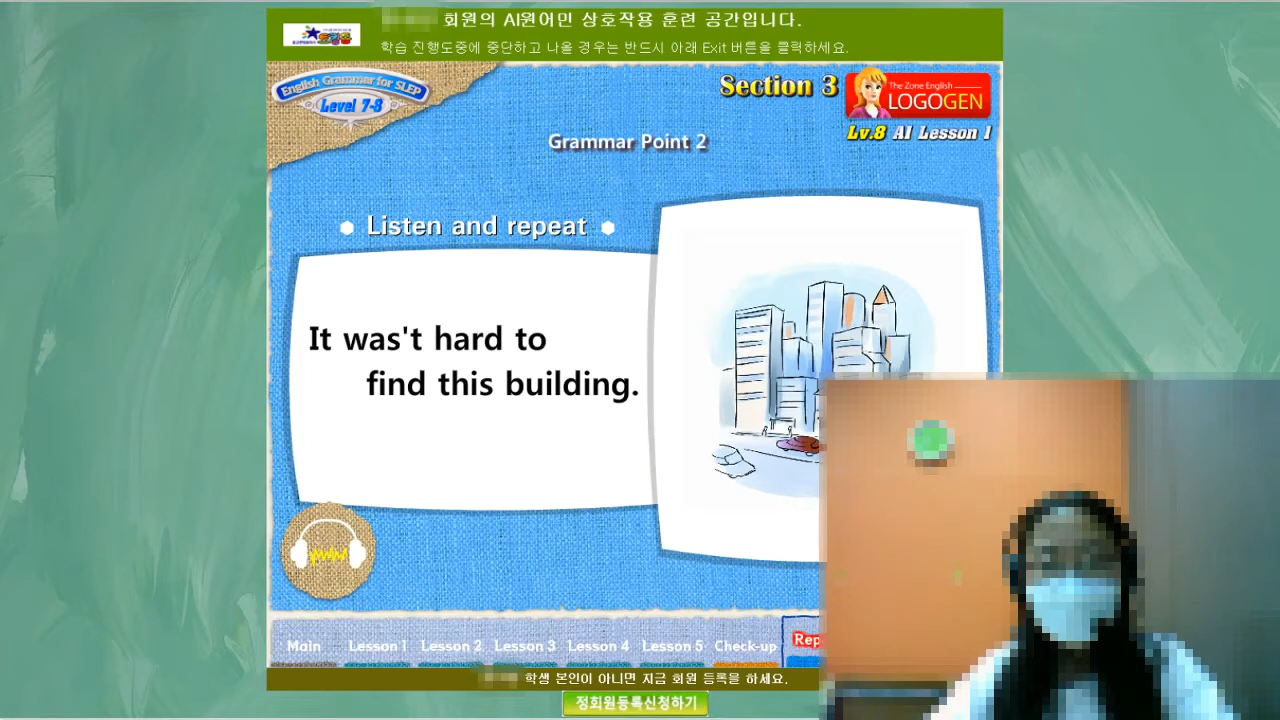 회원의 AI원어민 상호작용 훈련 공간입니다.
학습 진행도중에 중단하고 나올 경우는 반드시 아래 Exit 버튼을 클릭하세요.
English Grammar for SLEP
Level 7-8
Section 3
The Zone English
LOGOGEN
Lv.8 AI Lesson 1
Grammar Point 2
Listen and repeat
It was't hard to
find this building.
Main Lesson 1 Lesson 2 Lesson 3 Lesson 4 Lesson 5 Check-up Rep
학생 본인이 아니면 지금 회원 등록을 하세요.
정회원등록신청하기